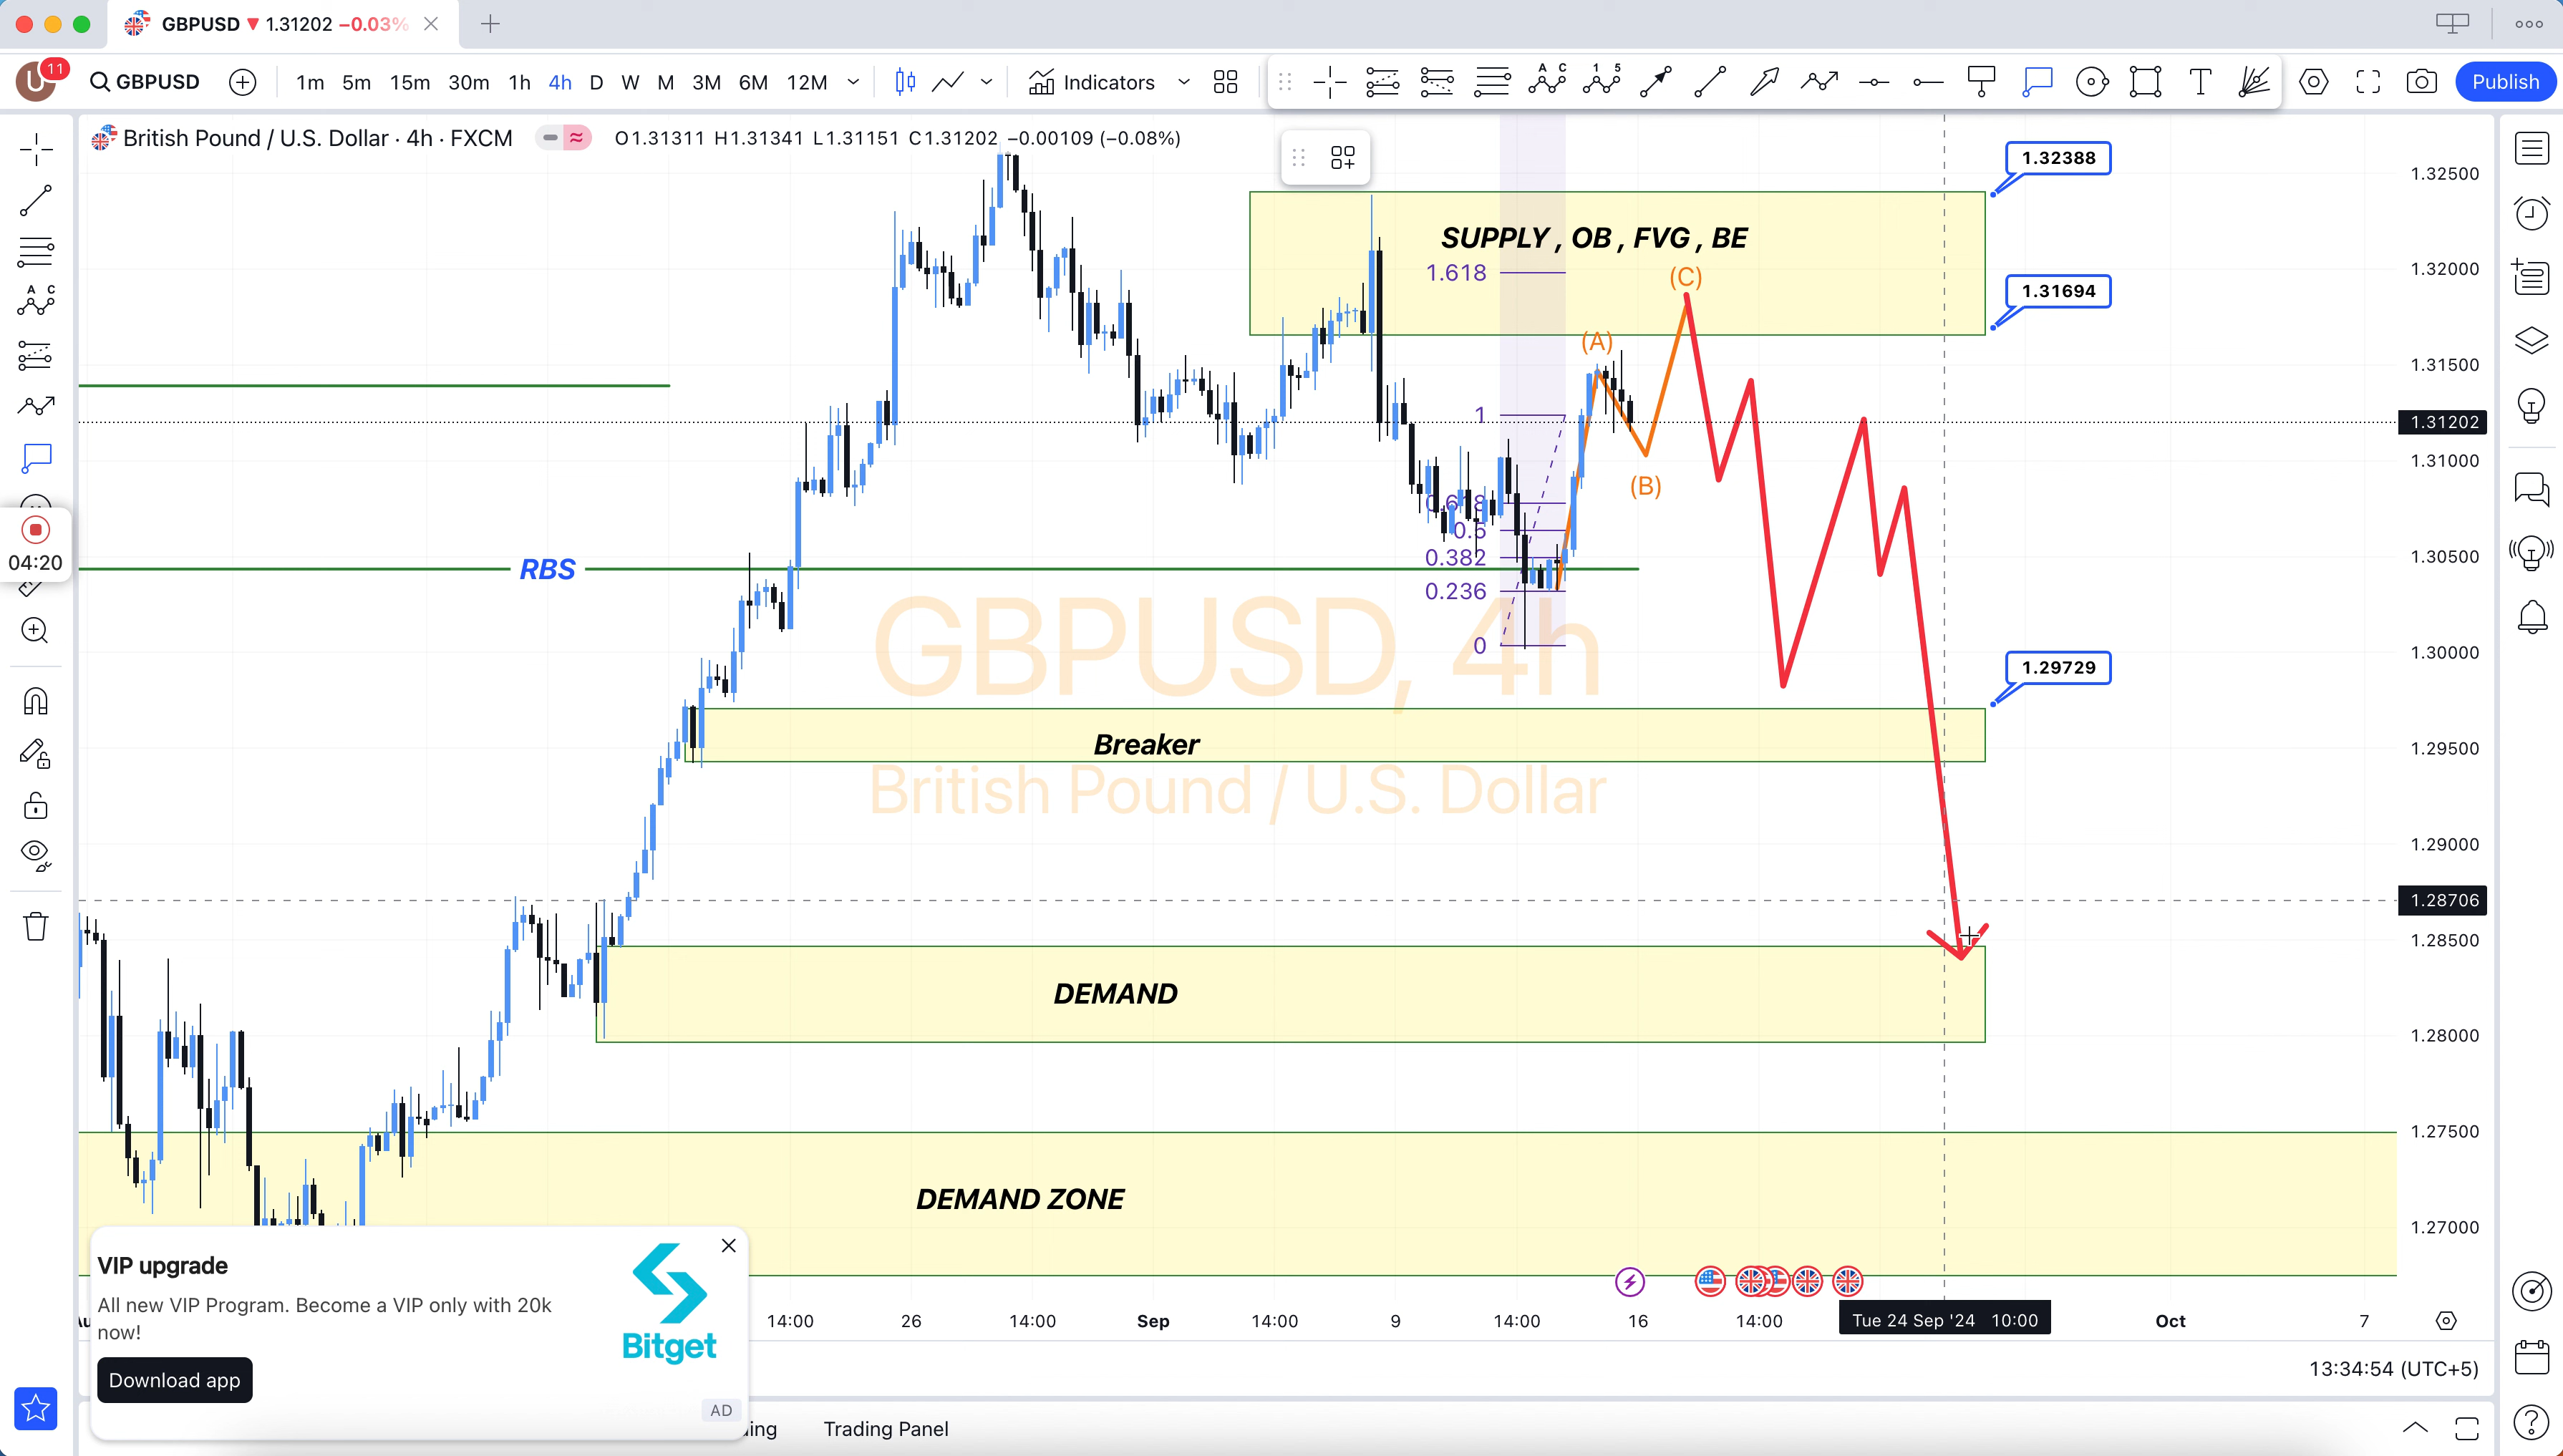 GBPUSD ▼ 1.31202 −0.03%
U 11 GBPUSD 1m 5m 15m 30m 1h 4h D W M 3M 6M 12M Indicators A C 1 5 T Publish
British Pound / U.S. Dollar · 4h · FXCM O1.31311 H1.31341 L1.31151 C1.31202 −0.00109 (−0.08%)
1.32388
1.32500
SUPPLY , OB , FVG , BE
1.618
(C)
1.32000
1.31694
A C
(A)
1.31500
1
1.31202
1.31000
(B)
0.618
0.5
0.382
1.30500
04:20
RBS
0.236
GBPUSD, 4h
0
1.30000
1.29729
Breaker
1.29500
British Pound / U.S. Dollar
1.29000
1.28706
1.28500
DEMAND
1.28000
1.27500
DEMAND ZONE
1.27000
VIP upgrade
All new VIP Program. Become a VIP only with 20k
now!
Bitget
Download app
AD
14:00 26 14:00 Sep 14:00 9 14:00 16 14:00 Tue 24 Sep '24 10:00 Oct 7
13:34:54 (UTC+5)
Trading Panel